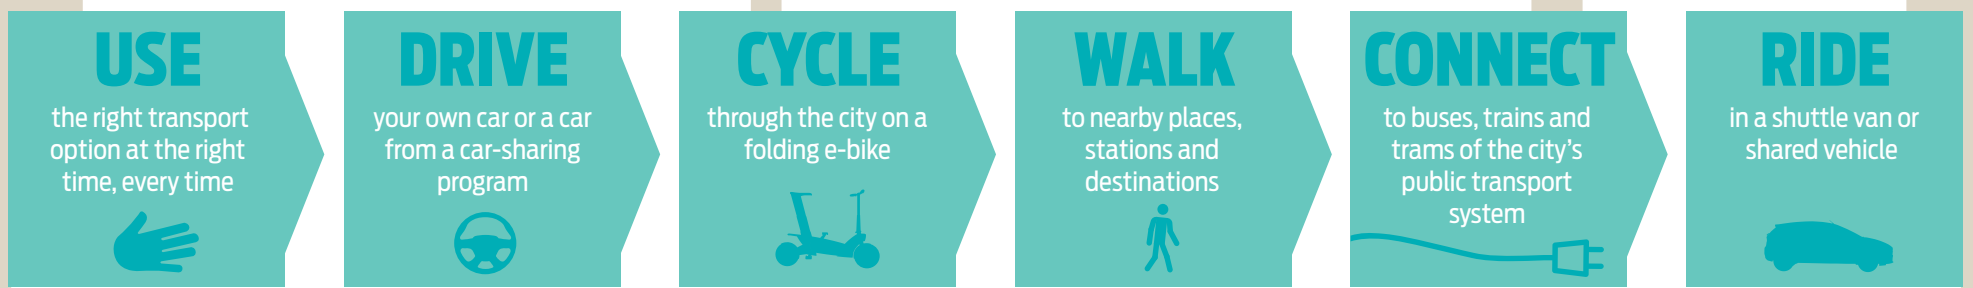 USE
the right transport
option at the right
time, every time
DRIVE
your own car or a car
from a car-sharing
program
CYCLE
through the city on a
folding e-bike
WALK
to nearby places,
stations and
destinations
CONNECT
to buses, trains and
trams of the city’s
public transport
system
RIDE
in a shuttle van or
shared vehicle